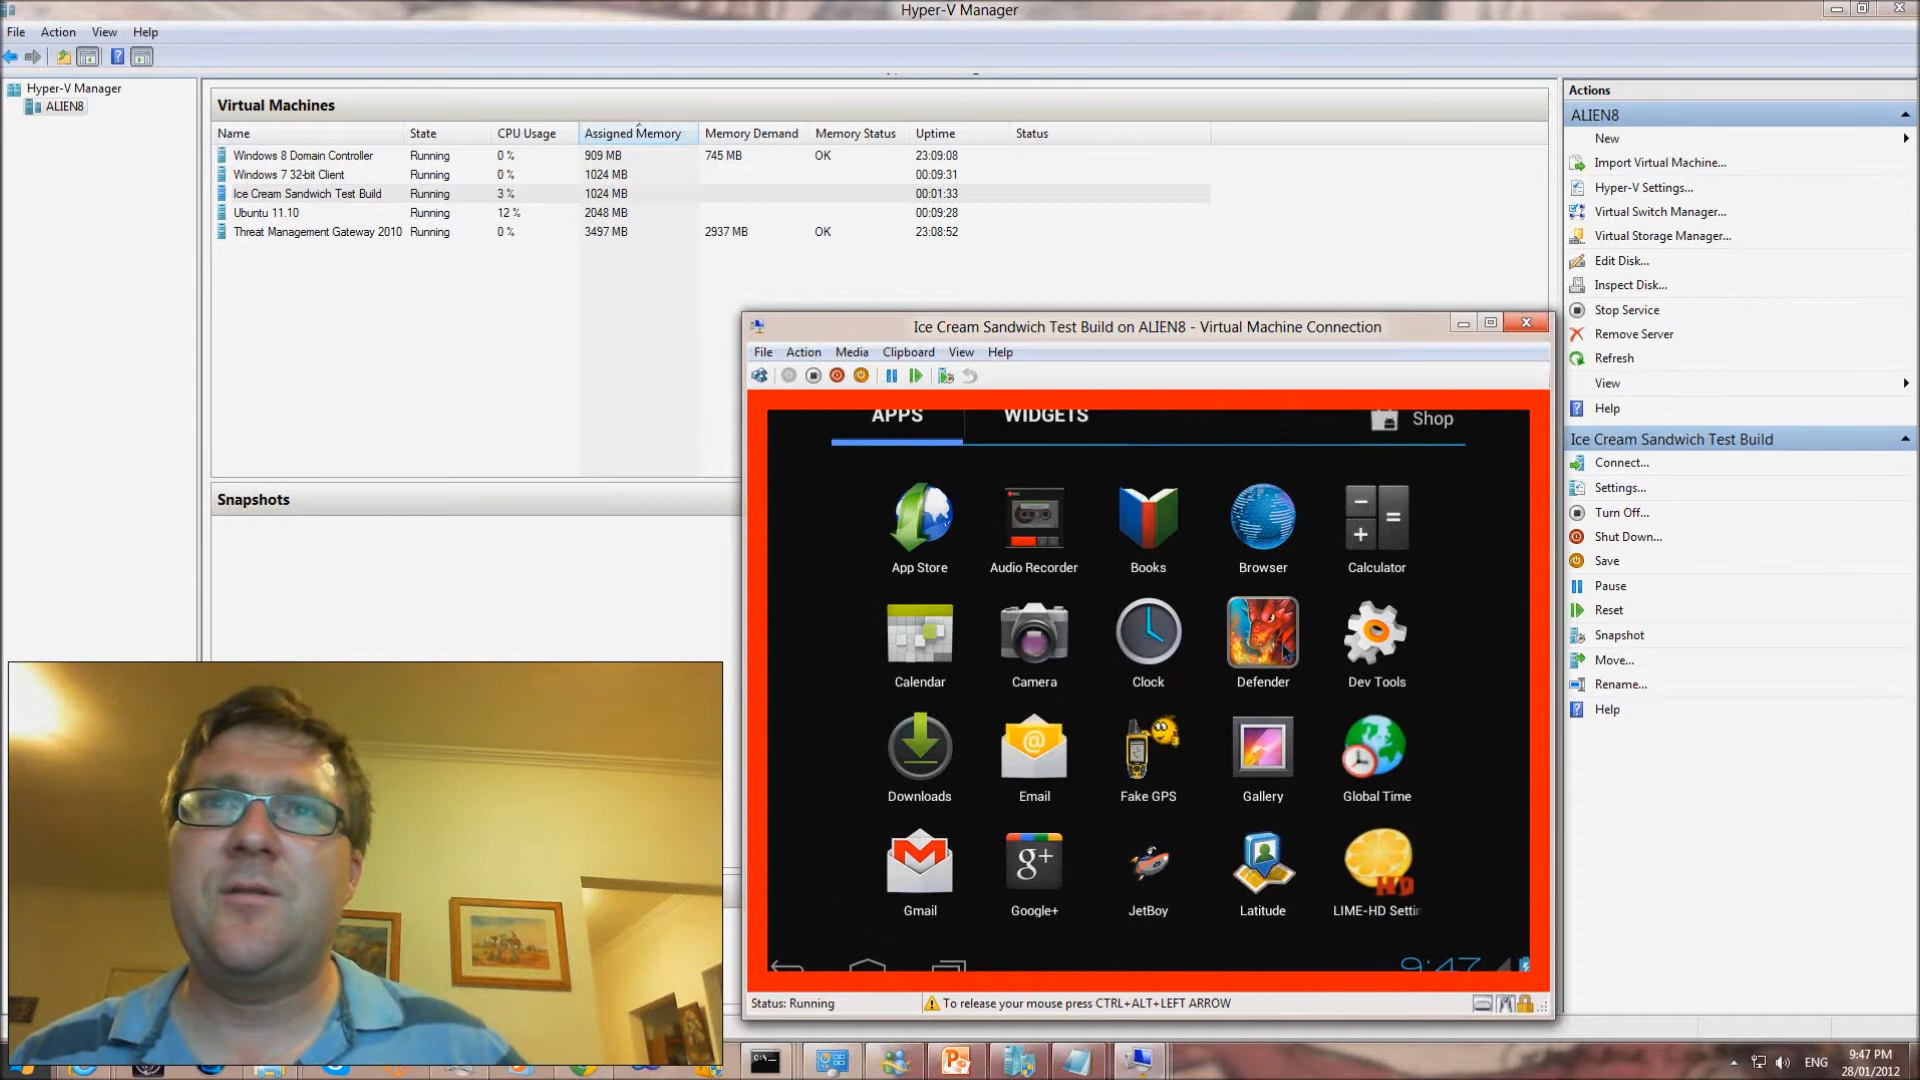 Hyper-V Manager
File Action View Help
Hyper-V Manager
ALIEN8
Virtual Machines
Name State CPU Usage Assigned Memory Memory Demand Memory Status Uptime Status
Windows 8 Domain Controller Running 0 % 909 MB 745 MB OK 23:09:08
Windows 7 32-bit Client Running 0 % 1024 MB 00:09:31
Ice Cream Sandwich Test Build Running 3 % 1024 MB 00:01:33
Ubuntu 11.10 Running 12 % 2048 MB 00:09:28
Threat Management Gateway 2010 Running 0 % 3497 MB 2937 MB OK 23:08:52
Snapshots
Ice Cream Sandwich Test Build on ALIEN8 - Virtual Machine Connection
File Action Media Clipboard View Help
APPS WIDGETS Shop
App Store Audio Recorder Books Browser Calculator
Calendar Camera Clock Defender Dev Tools
Downloads Email Fake GPS Gallery Global Time
Gmail Google+ JetBoy Latitude LIME-HD Settin
9:47
Status: Running To release your mouse press CTRL+ALT+LEFT ARROW
Actions
ALIEN8
New
Import Virtual Machine...
Hyper-V Settings...
Virtual Switch Manager...
Virtual Storage Manager...
Edit Disk...
Inspect Disk...
Stop Service
Remove Server
Refresh
View
Help
Ice Cream Sandwich Test Build
Connect...
Settings...
Turn Off...
Shut Down...
Save
Pause
Reset
Snapshot
Move...
Rename...
Help
ENG
9:47 PM
28/01/2012